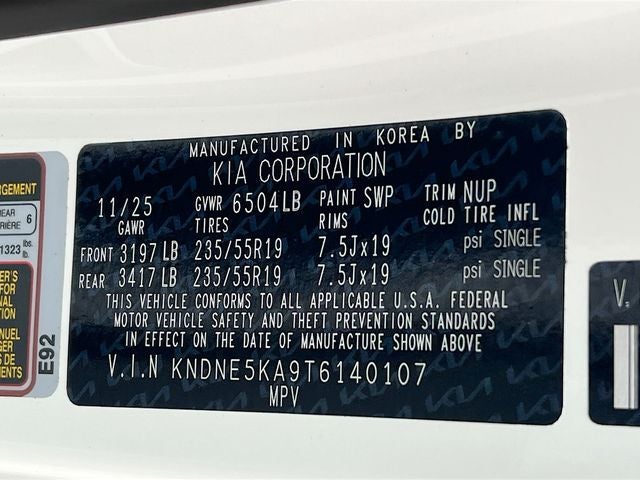 MANUFACTURED IN KOREA BY
KIA CORPORATION
11/25 GVWR 6504LB PAINT SWP TRIM NUP
GAWR TIRES RIMS COLD TIRE INFL
FRONT 3197LB 235/55R19 7.5Jx19 psi SINGLE
REAR 3417LB 235/55R19 7.5Jx19 psi SINGLE
THIS VEHICLE CONFORMS TO ALL APPLICABLE U.S.A. FEDERAL
MOTOR VEHICLE SAFETY AND THEFT PREVENTION STANDARDS
IN EFFECT ON THE DATE OF MANUFACTURE SHOWN ABOVE
V.I.N KNDNE5KA9T6140107
MPV
6
1323 lbs.
E92
V.